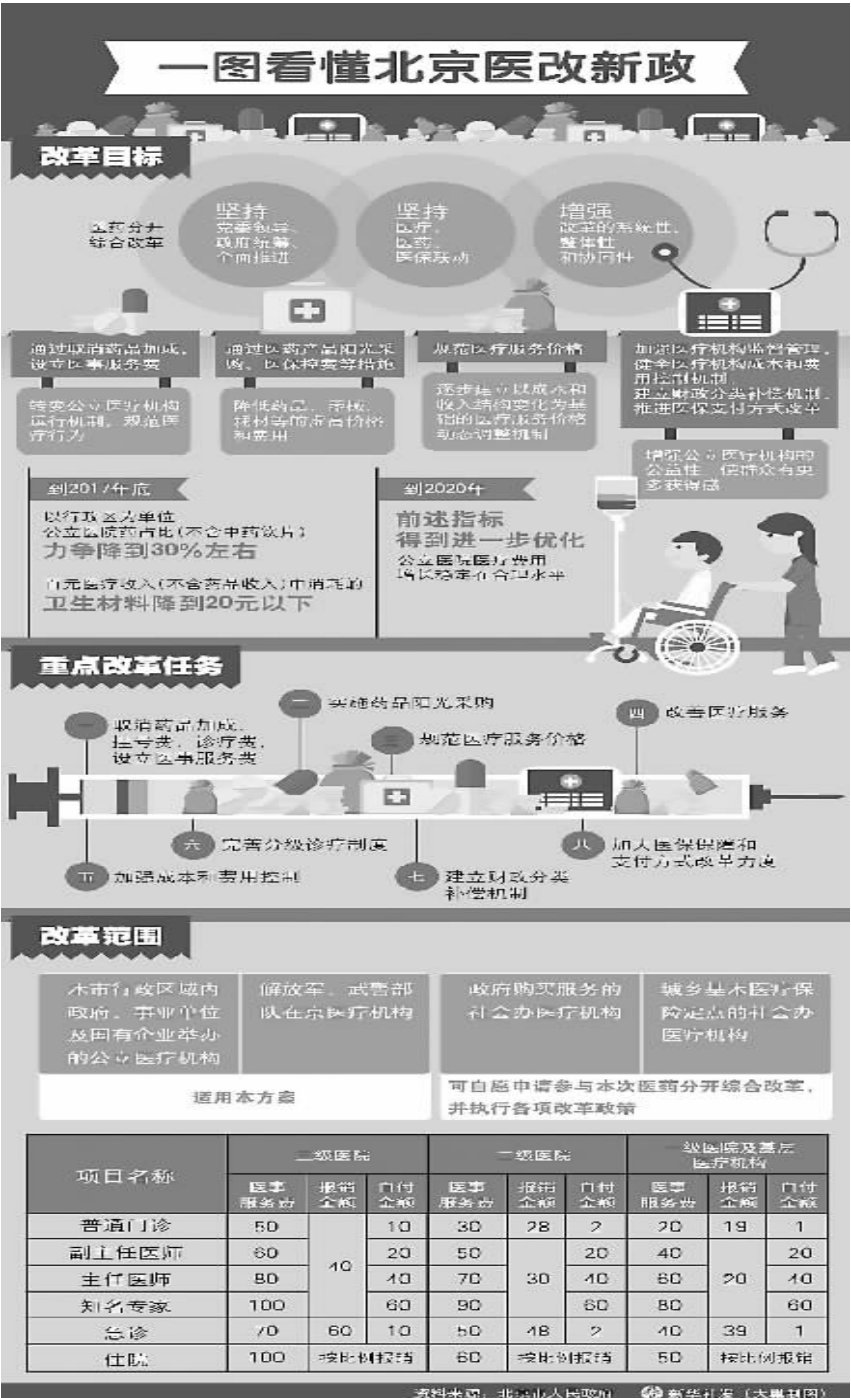 一图看懂北京医改新政
改革目标
医药分开
综合改革
坚持
党委领导、
政府统筹、
全面推进
坚持
医疗、
医药、
医保联动
增强
改革的系统性、
整体性
和协同性
通过取消药品加成，
设立医事服务费
转变公立医疗机构
运行机制，规范医
疗行为
通过医药产品阳光采
购、医保控费等措施
降低药品、器械、
耗材等的虚高价格
和费用
规范医疗服务价格
逐步建立以成本和
收入结构变化为基
础的医疗服务价格
动态调整机制
加强医疗机构监督管理，
健全医疗机构成本和费
用控制机制，
建立财政分类补偿机制，
推进医保支付方式改革
增强公立医疗机构的
公益性，使群众有更
多获得感
到2017年底
以行政区为单位
公立医院药占比(不含中药饮片)
力争降到30%左右
百元医疗收入(不含药品收入)中消耗的
卫生材料降到20元以下
到2020年
前述指标
得到进一步优化
公立医院医疗费用
增长稳定在合理水平
重点改革任务
一 取消药品加成、
挂号费、诊疗费，
设立医事服务费
二 实施药品阳光采购
三 规范医疗服务价格
四 改善医疗服务
五 加强成本和费用控制
六 完善分级诊疗制度
七 建立财政分类
补偿机制
八 加大医保保障和
支付方式改革力度
改革范围
本市行政区域内
政府、事业单位
及国有企业举办
的公立医疗机构
解放军、武警部
队在京医疗机构
适用本方案
政府购买服务的
社会办医疗机构
城乡基本医疗保
险定点的社会办
医疗机构
可自愿申请参与本次医药分开综合改革，
并执行各项改革政策
项目名称 三级医院 二级医院 一级医院及基层
医疗机构
医事服务费 报销金额 自付金额 医事服务费 报销金额 自付金额 医事服务费 报销金额 自付金额
普通门诊 50 40 10 30 28 2 20 19 1
副主任医师 60 20 50 30 20 40 20 20
主任医师 80 40 70 40 60 40
知名专家 100 60 90 60 80 60
急诊 70 60 10 50 48 2 40 39 1
住院 100 按比例报销 60 按比例报销 50 按比例报销
资料来源：北京市人民政府 新华社发（大巢制图）